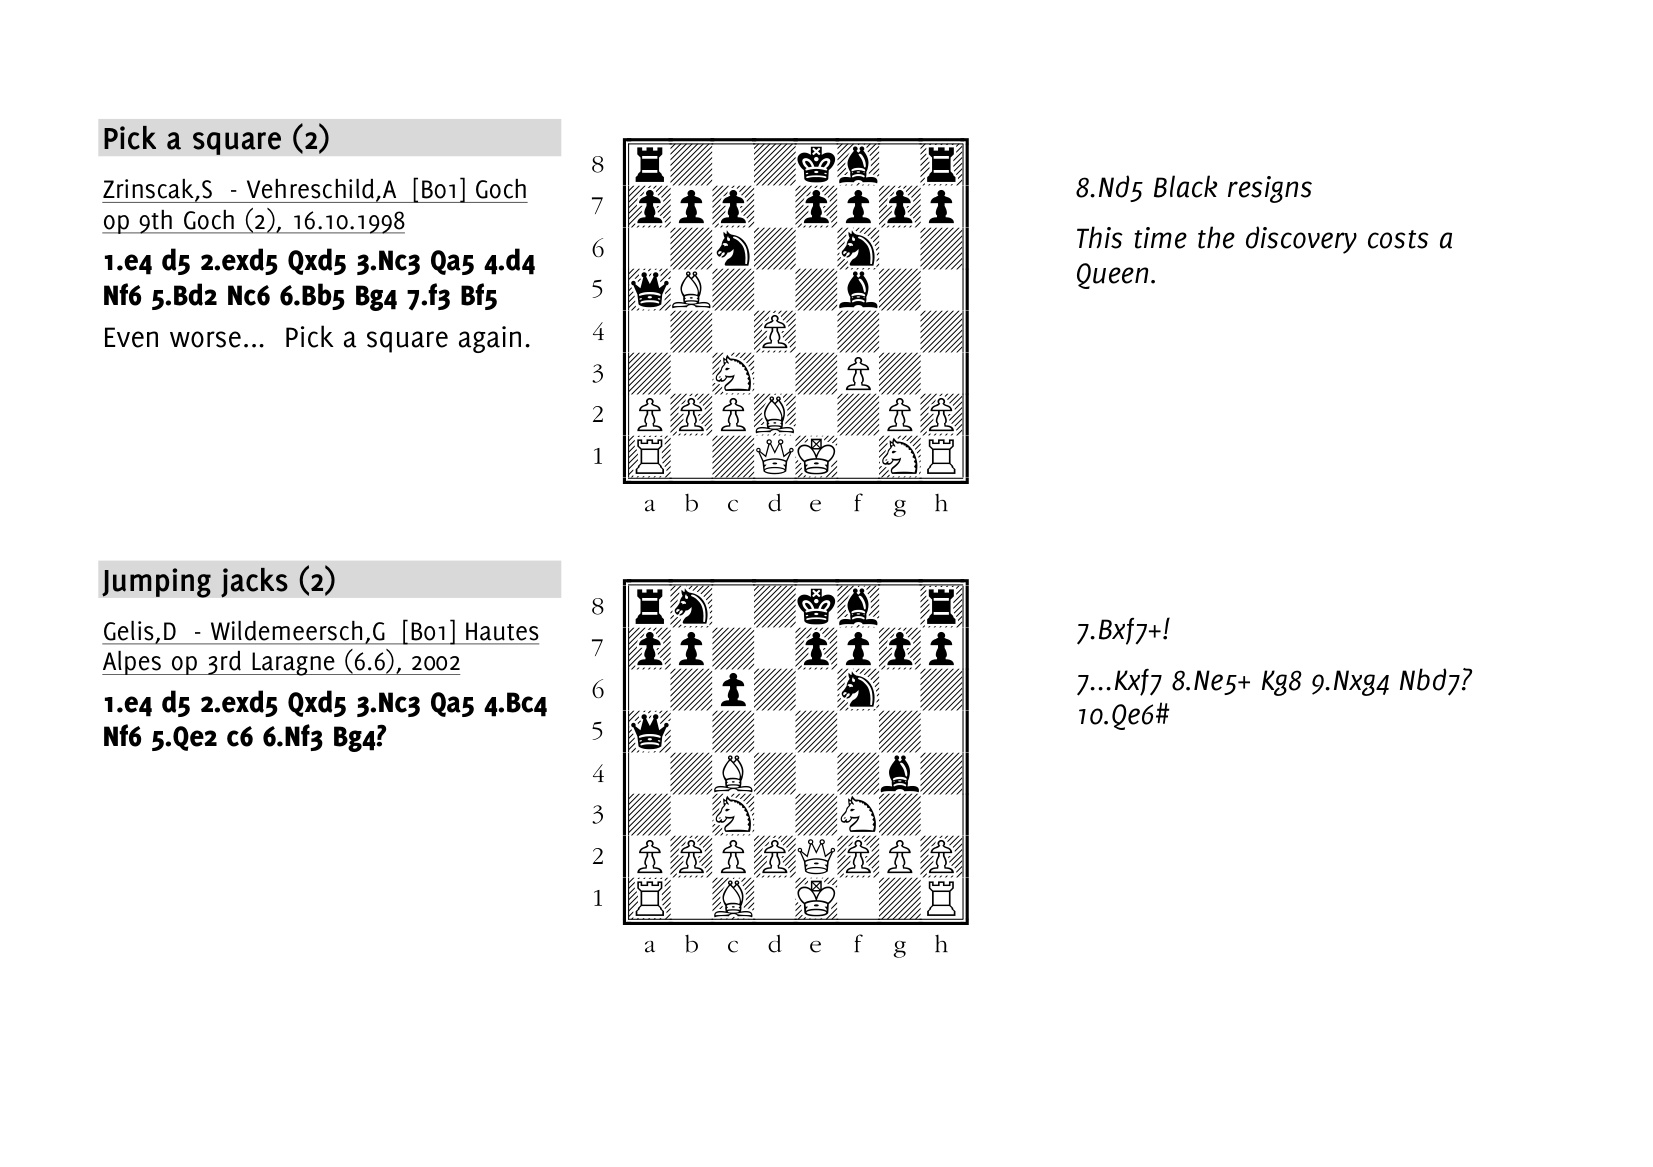 Pick a square (2)
Zrinscak,S - Vehreschild,A [B01] Goch
op 9th Goch (2), 16.10.1998
1.e4 d5 2.exd5 Qxd5 3.Nc3 Qa5 4.d4
Nf6 5.Bd2 Nc6 6.Bb5 Bg4 7.f3 Bf5
Even worse... Pick a square again.
8
7
6
5
4
3
2
1
a b c d e f g h
8.Nd5 Black resigns
This time the discovery costs a
Queen.
Jumping jacks (2)
Gelis,D - Wildemeersch,G [B01] Hautes
Alpes op 3rd Laragne (6.6), 2002
1.e4 d5 2.exd5 Qxd5 3.Nc3 Qa5 4.Bc4
Nf6 5.Qe2 c6 6.Nf3 Bg4?
8
7
6
5
4
3
2
1
a b c d e f g h
7.Bxf7+!
7...Kxf7 8.Ne5+ Kg8 9.Nxg4 Nbd7?
10.Qe6#